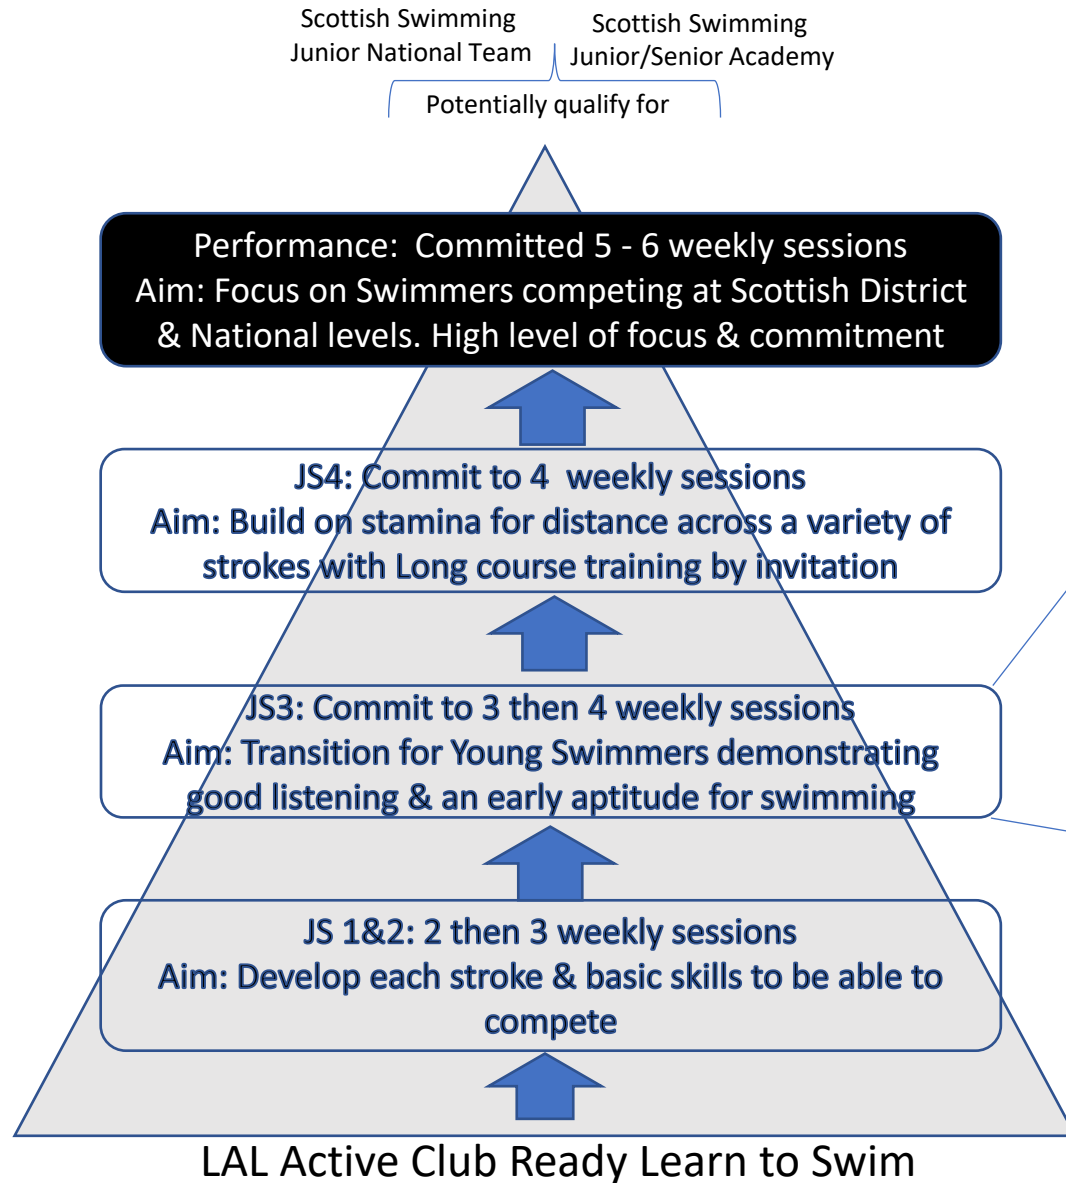 Scottish Swimming
Junior National Team
Scottish Swimming
Junior/Senior Academy
Potentially qualify for
Performance: Committed 5 - 6 weekly sessions
Aim: Focus on Swimmers competing at Scottish District
& National levels. High level of focus & commitment
JS4: Commit to 4 weekly sessions
Aim: Build on stamina for distance across a variety of
strokes with Long course training by invitation
JS3: Commit to 3 then 4 weekly sessions
Aim: Transition for Young Swimmers demonstrating
good listening & an early aptitude for swimming
JS 1&2: 2 then 3 weekly sessions
Aim: Develop each stroke & basic skills to be able to
compete
LAL Active Club Ready Learn to Swim